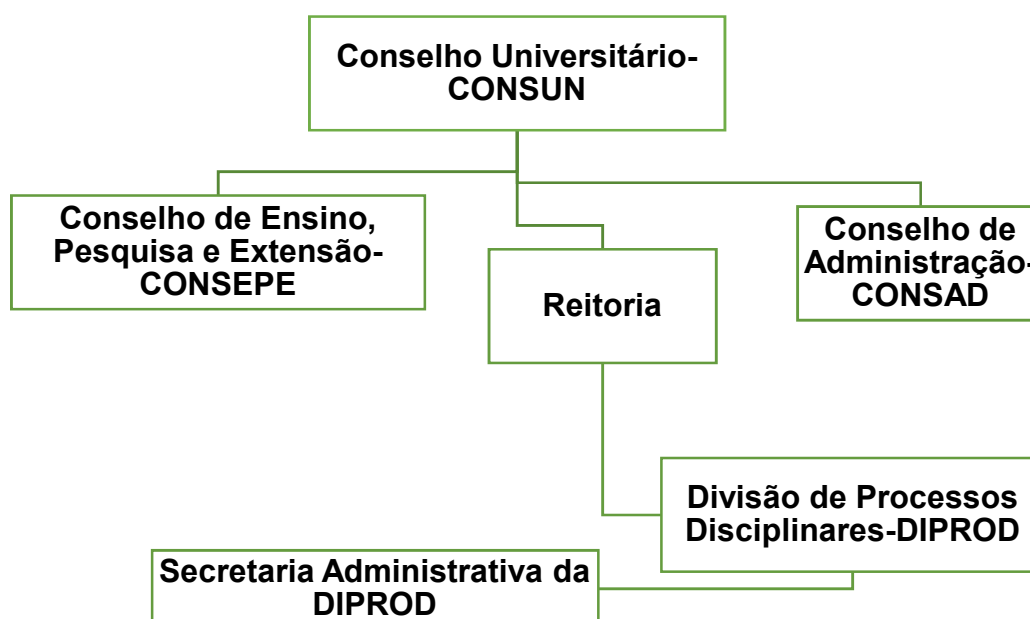 Conselho Universitário-
CONSUN
Conselho de Ensino,
Pesquisa e Extensão-
CONSEPE
Reitoria
Conselho de
Administração-
CONSAD
Divisão de Processos
Disciplinares-DIPROD
Secretaria Administrativa da
DIPROD